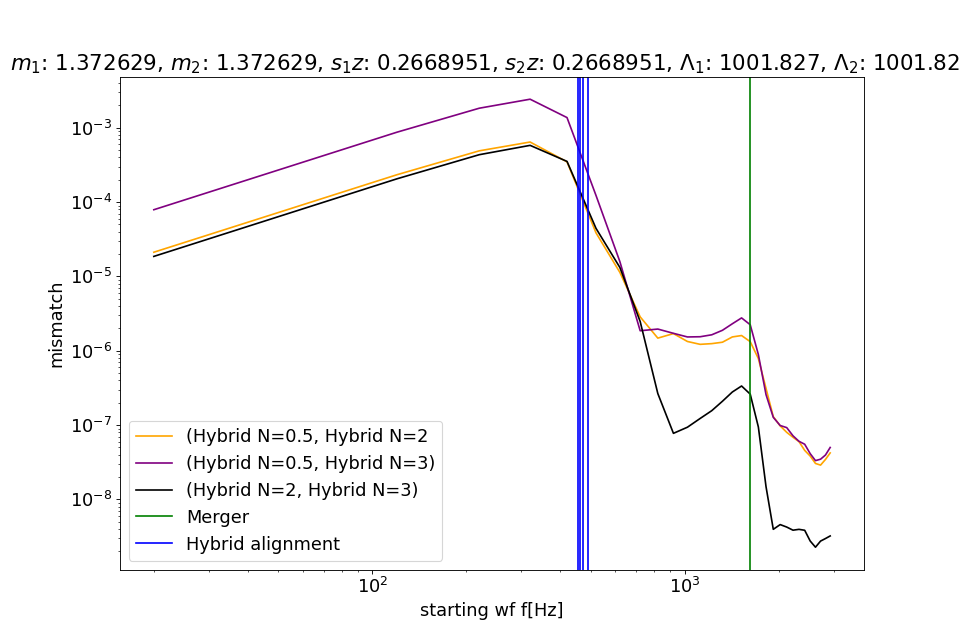 m₁: 1.372629, m₂: 1.372629, s₁z: 0.2668951, s₂z: 0.2668951, Λ₁: 1001.827, Λ₂: 1001.82
10⁻³
10⁻⁴
10⁻⁵
10⁻⁶
10⁻⁷
10⁻⁸
mismatch
(Hybrid N=0.5, Hybrid N=2
(Hybrid N=0.5, Hybrid N=3)
(Hybrid N=2, Hybrid N=3)
Merger
Hybrid alignment
10² 10³
starting wf f[Hz]